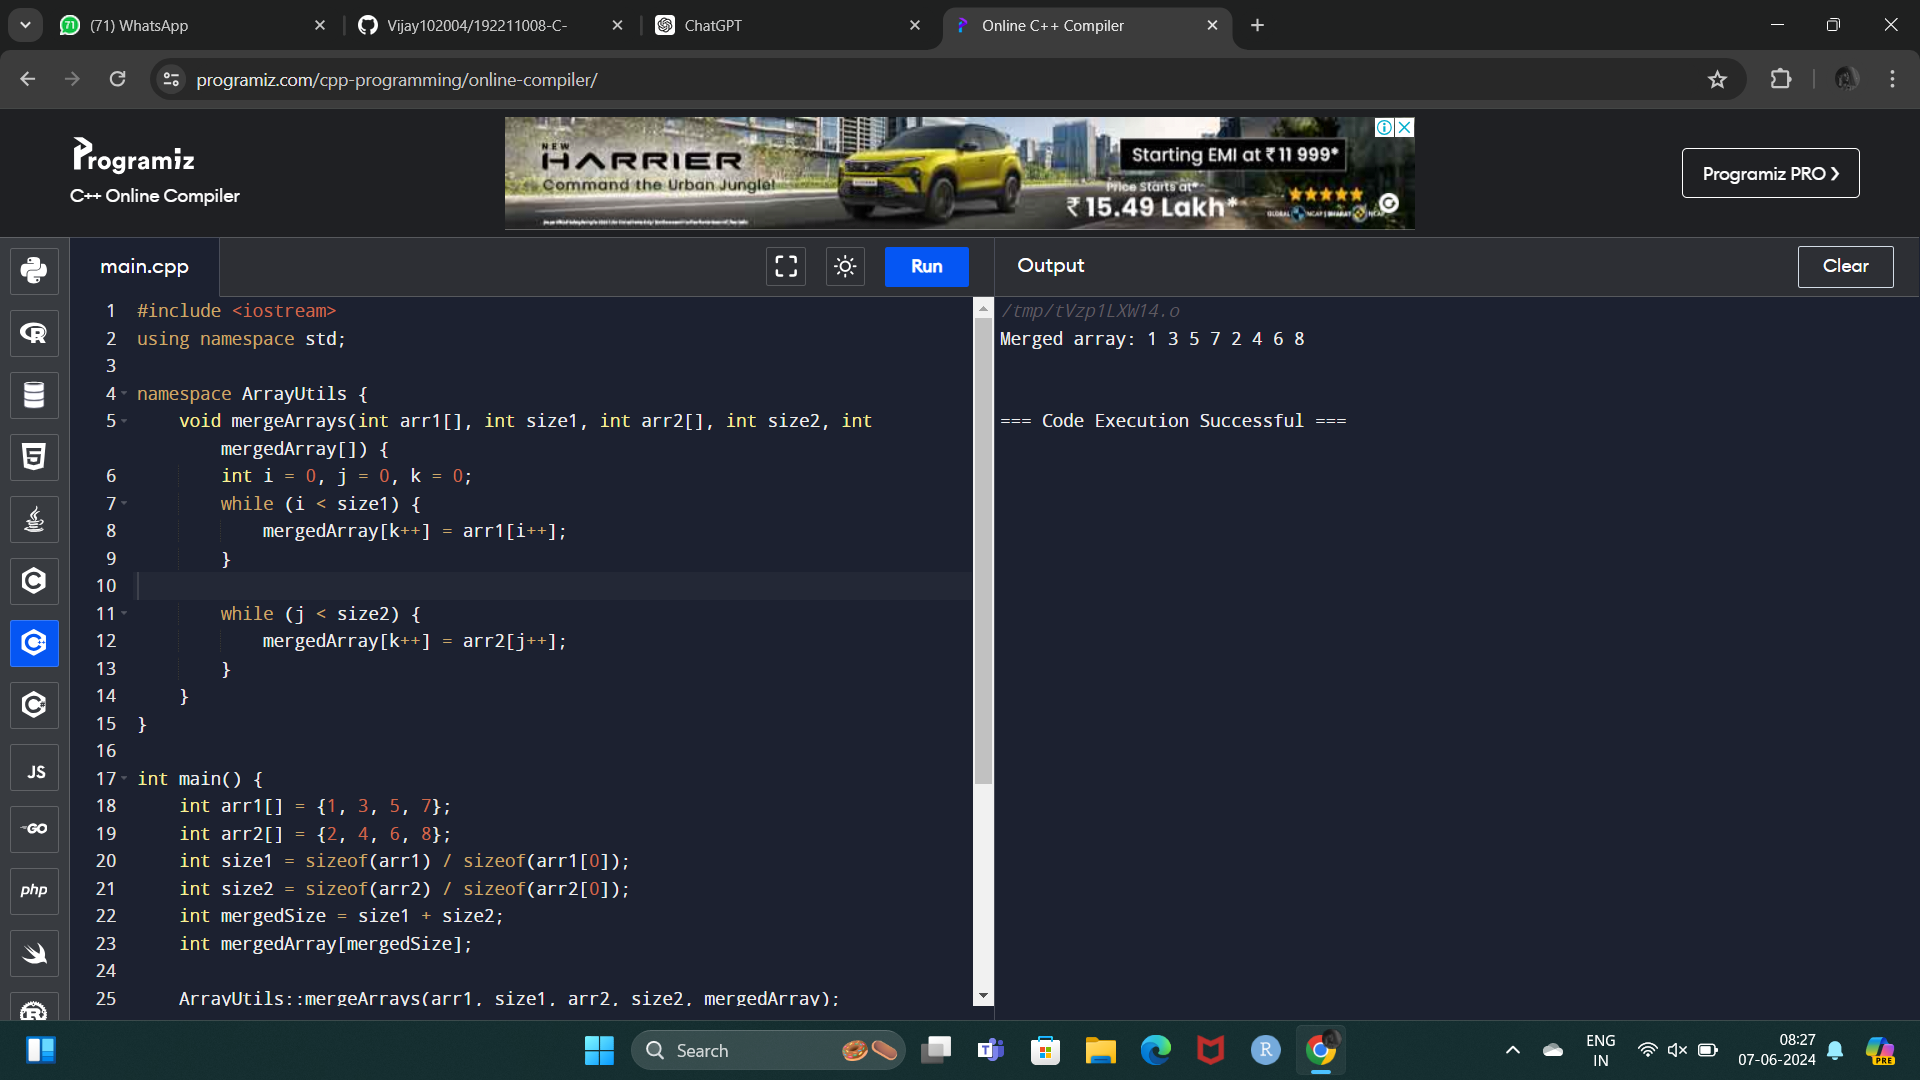 (71) WhatsApp
Vijay102004/192211008-C-
ChatGPT
Online C++ Compiler
programiz.com/cpp-programming/online-compiler/
Programiz
C++ Online Compiler
NEW
HARRIER
Command the Urban Jungle!
Starting EMI at ₹11 999*
Price Starts at*
₹15.49 Lakh*
Programiz PRO
main.cpp
Run
Output
Clear
1 #include <iostream>
2 using namespace std;
3
4 namespace ArrayUtils {
5 void mergeArrays(int arr1[], int size1, int arr2[], int size2, int
mergedArray[]) {
6 int i = 0, j = 0, k = 0;
7 while (i < size1) {
8 mergedArray[k++] = arr1[i++];
9 }
10
11 while (j < size2) {
12 mergedArray[k++] = arr2[j++];
13 }
14 }
15 }
16
17 int main() {
18 int arr1[] = {1, 3, 5, 7};
19 int arr2[] = {2, 4, 6, 8};
20 int size1 = sizeof(arr1) / sizeof(arr1[0]);
21 int size2 = sizeof(arr2) / sizeof(arr2[0]);
22 int mergedSize = size1 + size2;
23 int mergedArray[mergedSize];
24
25 ArrayUtils::mergeArrays(arr1, size1, arr2, size2, mergedArray);
/tmp/tVzp1LXW14.o
Merged array: 1 3 5 7 2 4 6 8
=== Code Execution Successful ===
JS
GO
php
Search
ENG
IN
08:27
07-06-2024
PRE